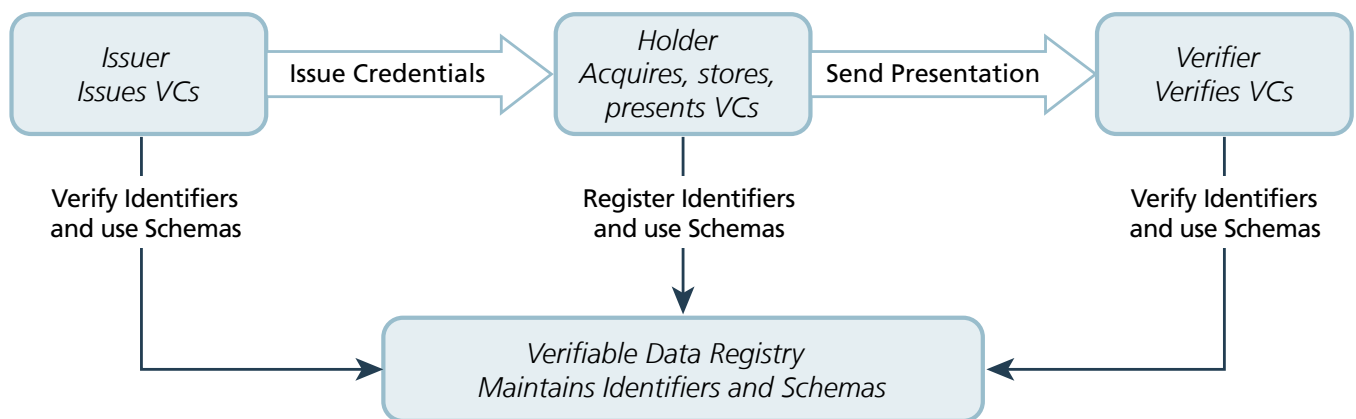 Issuer
Issues VCs
Issue Credentials
Holder
Acquires, stores,
presents VCs
Send Presentation
Verifier
Verifies VCs
Verify Identifiers
and use Schemas
Register Identifiers
and use Schemas
Verify Identifiers
and use Schemas
Verifiable Data Registry
Maintains Identifiers and Schemas